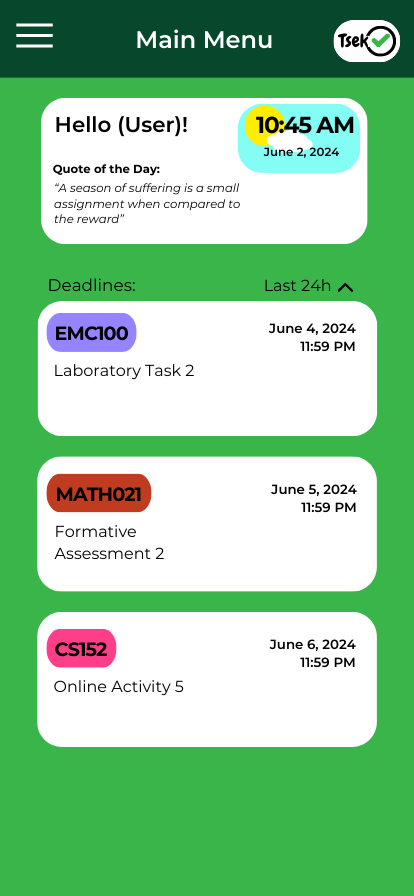 Main Menu
Tsek
Hello (User)!
10:45 AM
June 2, 2024
Quote of the Day:
“A season of suffering is a small
assignment when compared to
the reward”
Deadlines:
Last 24h
EMC100
June 4, 2024
11:59 PM
Laboratory Task 2
MATH021
June 5, 2024
11:59 PM
Formative
Assessment 2
CS152
June 6, 2024
11:59 PM
Online Activity 5